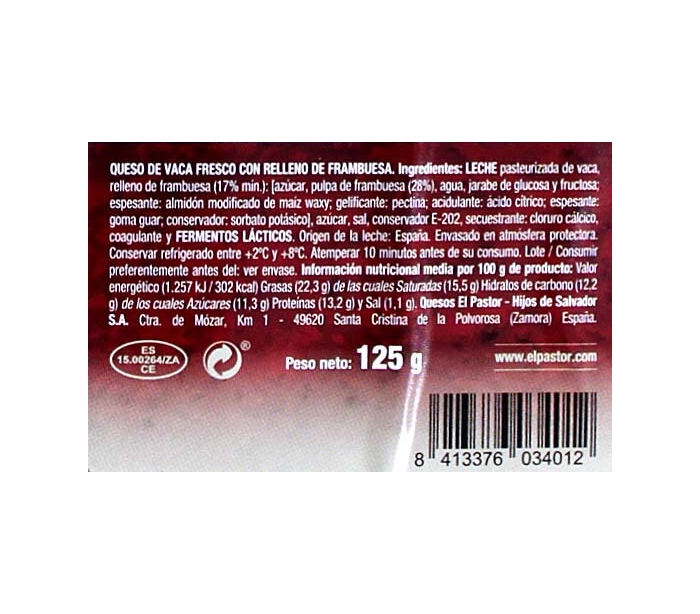 QUESO DE VACA FRESCO CON RELLENO DE FRAMBUESA. Ingredientes: LECHE pasteurizada de vaca,
relleno de frambuesa (17% min.): [azúcar, pulpa de frambuesa (28%), agua, jarabe de glucosa y fructosa;
espesante: almidón modificado de maíz waxy; gelificante: pectina; acidulante: ácido cítrico; espesante:
goma guar; conservador: sorbato potásico], azúcar, sal, conservador E-202, secuestrante: cloruro cálcico,
coagulante y FERMENTOS LÁCTICOS. Origen de la leche: España. Envasado en atmósfera protectora.
Conservar refrigerado entre +2ºC y +8ºC. Atemperar 10 minutos antes de su consumo. Lote / Consumir
preferentemente antes del: ver envase. Información nutricional media por 100 g de producto: Valor
energético (1.257 kJ / 302 kcal) Grasas (22,3 g) de las cuales Saturadas (15,5 g) Hidratos de carbono (12,2
g) de los cuales Azúcares (11,3 g) Proteínas (13,2 g) y Sal (1,1 g). Quesos El Pastor - Hijos de Salvador
S.A. Ctra. de Mózar, Km 1 - 49620 Santa Cristina de la Polvorosa (Zamora) España.
ES
15.00264/ZA
CE
®
Peso neto: 125 g
www.elpastor.com
8 413376 034012